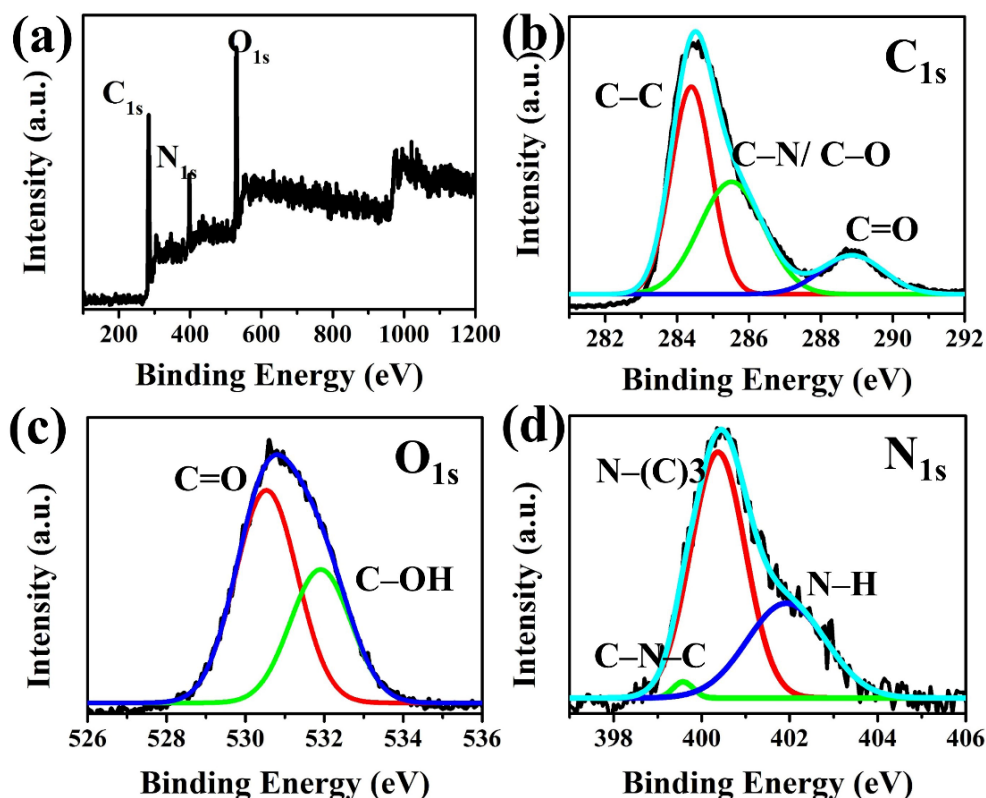 (a)
O1s
C1s
N1s
Intensity (a.u.)
200 400 600 800 1000 1200
Binding Energy (eV)
(b)
C1s
C–C
C–N/ C–O
C=O
Intensity (a.u.)
282 284 286 288 290 292
Binding Energy (eV)
(c)
O1s
C=O
C–OH
Intensity (a.u.)
526 528 530 532 534 536
Binding Energy (eV)
(d)
N1s
N–(C)3
N–H
C–N–C
Intensity (a.u.)
398 400 402 404 406
Binding Energy (eV)